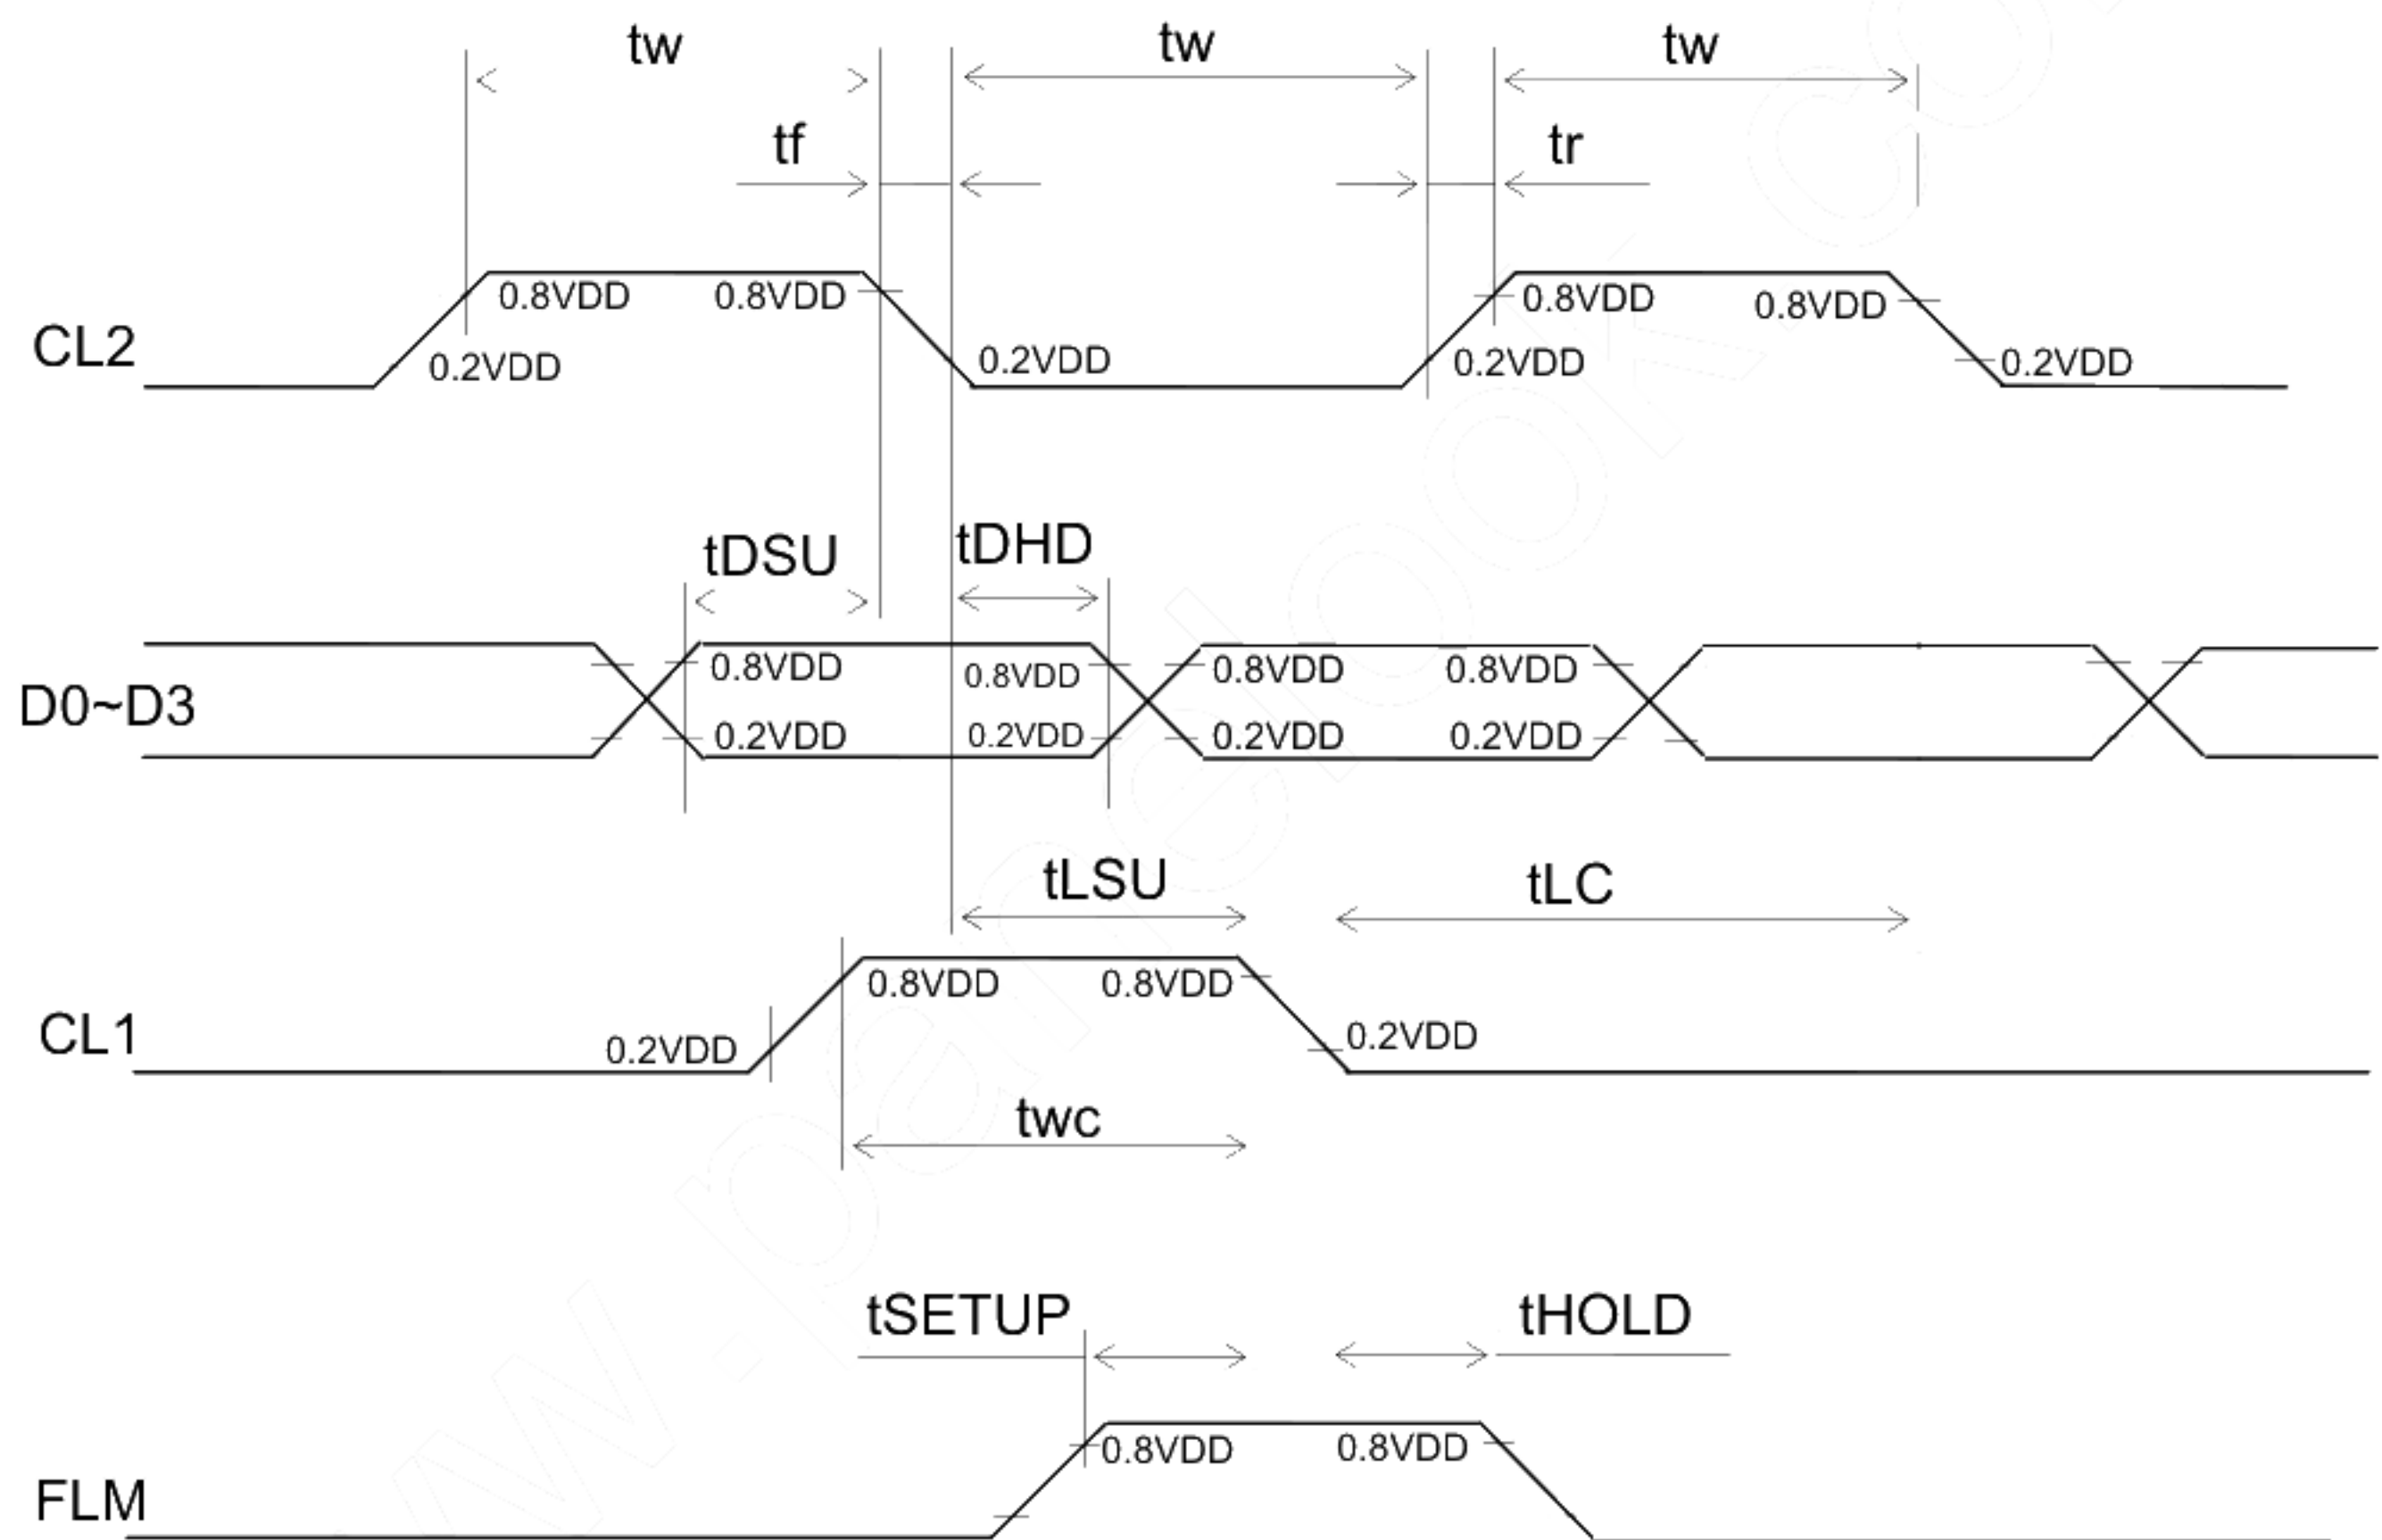 tw tw tw
tf tr
0.8VDD 0.8VDD 0.8VDD 0.8VDD
CL2 0.2VDD 0.2VDD 0.2VDD 0.2VDD
tDSU tDHD
0.8VDD 0.8VDD 0.8VDD 0.8VDD
D0~D3
0.2VDD 0.2VDD 0.2VDD 0.2VDD
tLSU tLC
0.8VDD 0.8VDD
CL1 0.2VDD 0.2VDD
twc
tSETUP tHOLD
0.8VDD 0.8VDD
FLM